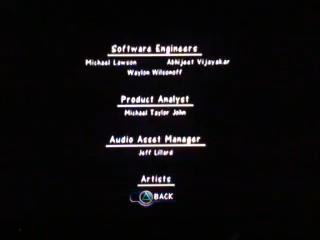 Software Engineers
Michael Lawson Abhijeet Vijayakar
Waylon Wilsonoff
Product Analyst
Michael Taylor John
Audio Asset Manager
Jeff Lillard
Artists
BACK